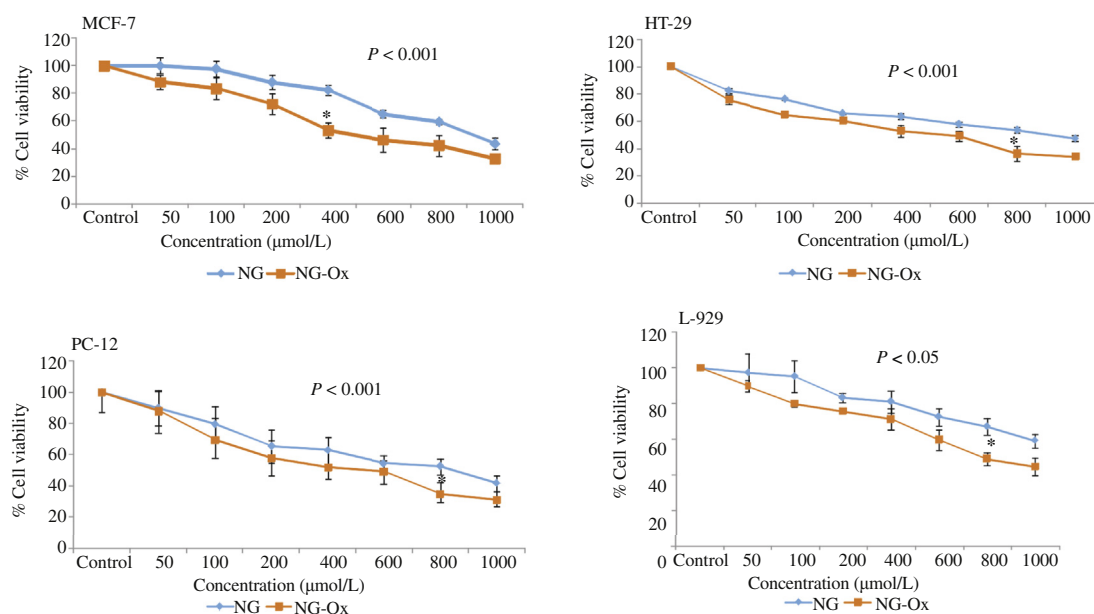 MCF-7
120
100
80
60
40
20
0
% Cell viability
P < 0.001
*
Control 50 100 200 400 600 800 1000
Concentration (μmol/L)
NG NG-Ox
HT-29
120
100
80
60
40
20
0
% Cell viability
P < 0.001
*
Control 50 100 200 400 600 800 1000
Concentration (μmol/L)
NG NG-Ox
PC-12
120
100
80
60
40
20
0
% Cell viability
P < 0.001
*
Control 50 100 200 400 600 800 1000
Concentration (μmol/L)
NG NG-Ox
L-929
120
100
80
60
40
20
0
% Cell viability
P < 0.05
*
0 Control 50 100 200 400 600 800 1000
Concentration (μmol/L)
NG NG-Ox